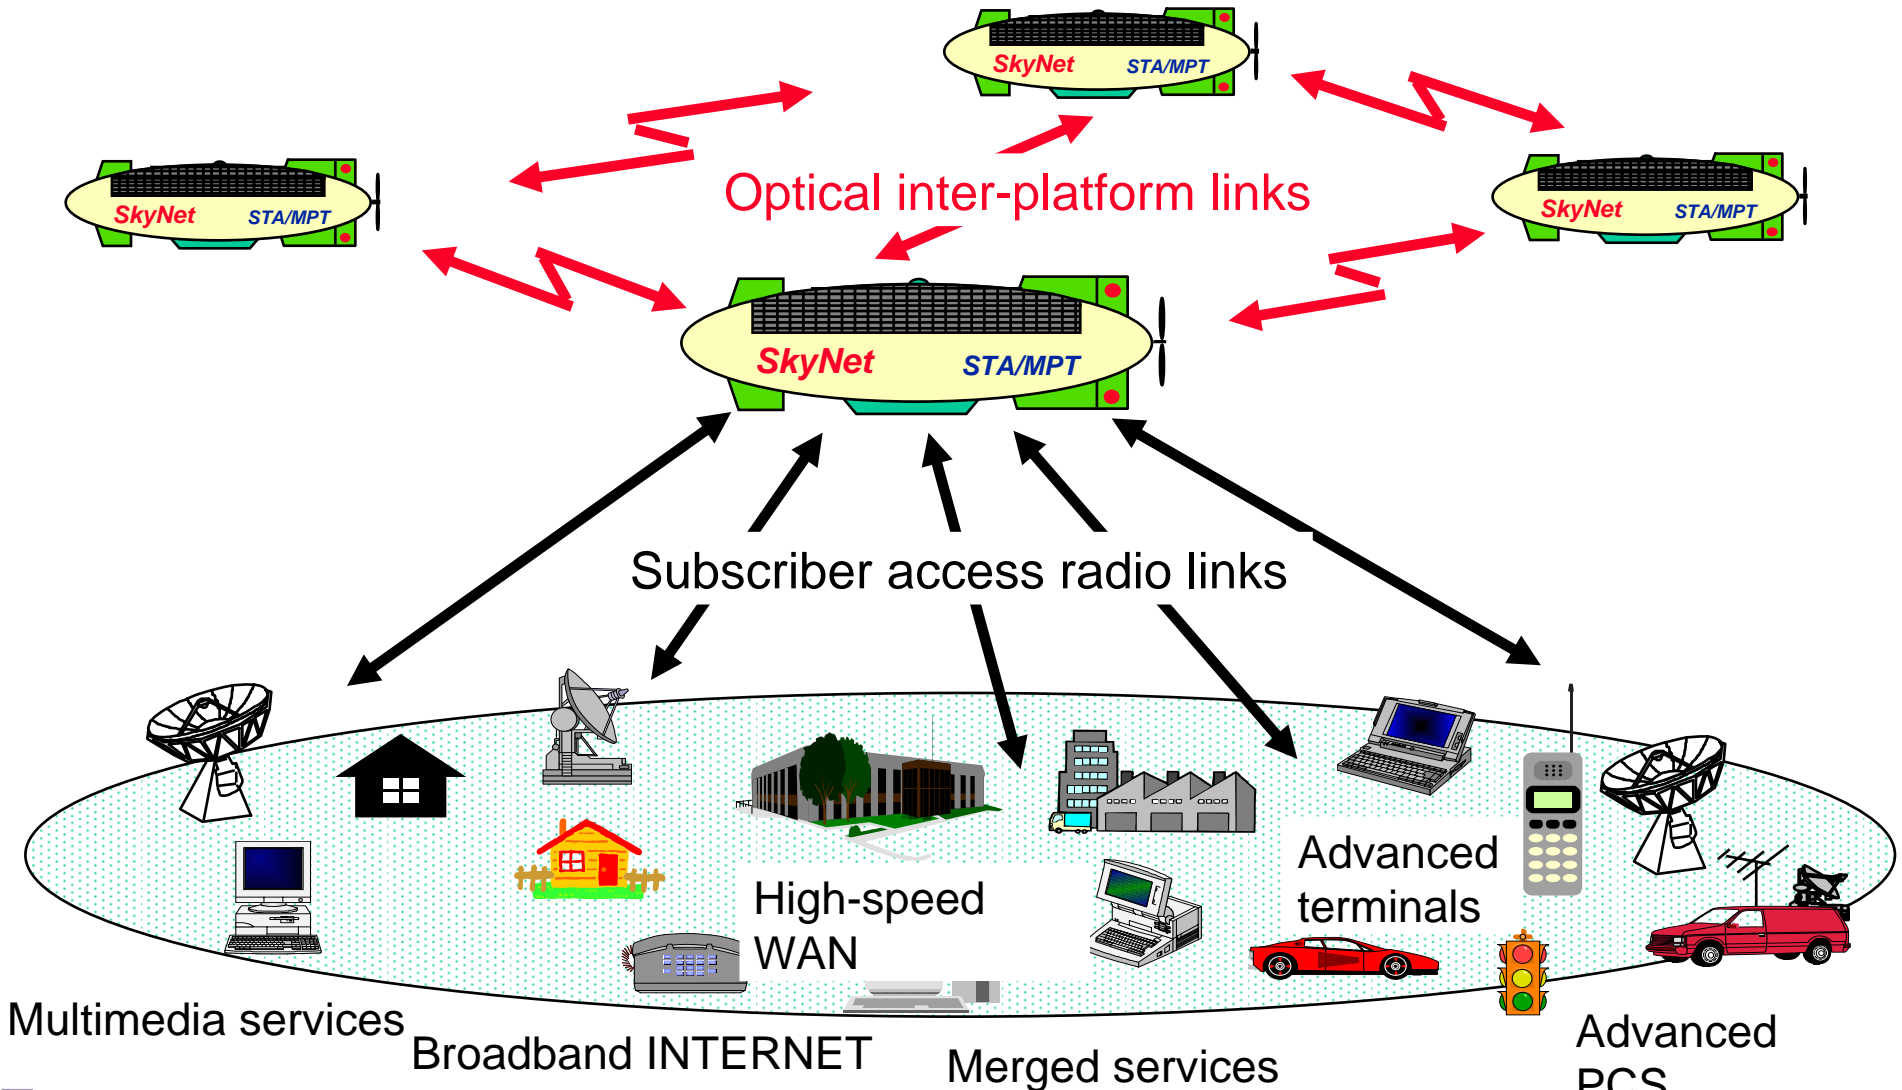 SkyNet STA/MPT
SkyNet STA/MPT
Optical inter-platform links
SkyNet STA/MPT
SkyNet STA/MPT
Subscriber access radio links
Advanced
terminals
High-speed
WAN
Multimedia services
Broadband INTERNET
Merged services
Advanced
PCS